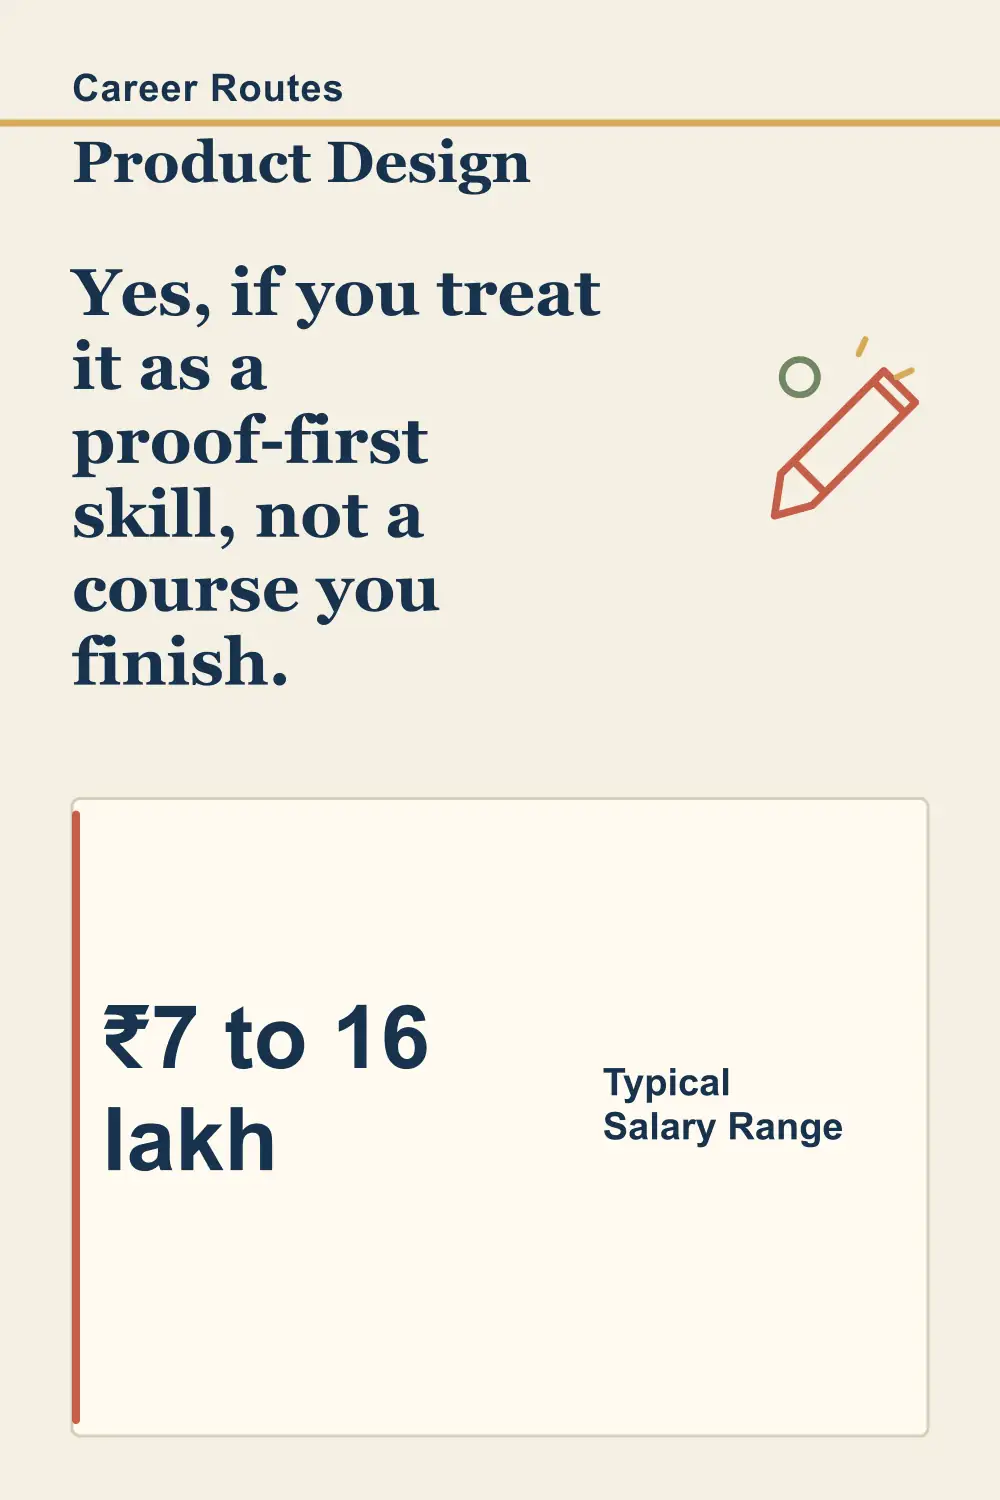 Career Routes
Product Design
Yes, if you treat
it as a
proof-first
skill, not a
course you
finish.
₹7 to 16
lakh
Typical
Salary Range